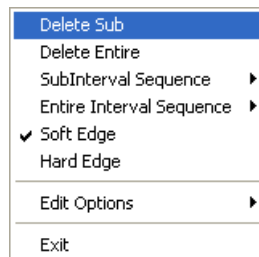 Delete Sub
Delete Entire
SubInterval Sequence
Entire Interval Sequence
Soft Edge
Hard Edge
Edit Options
Exit